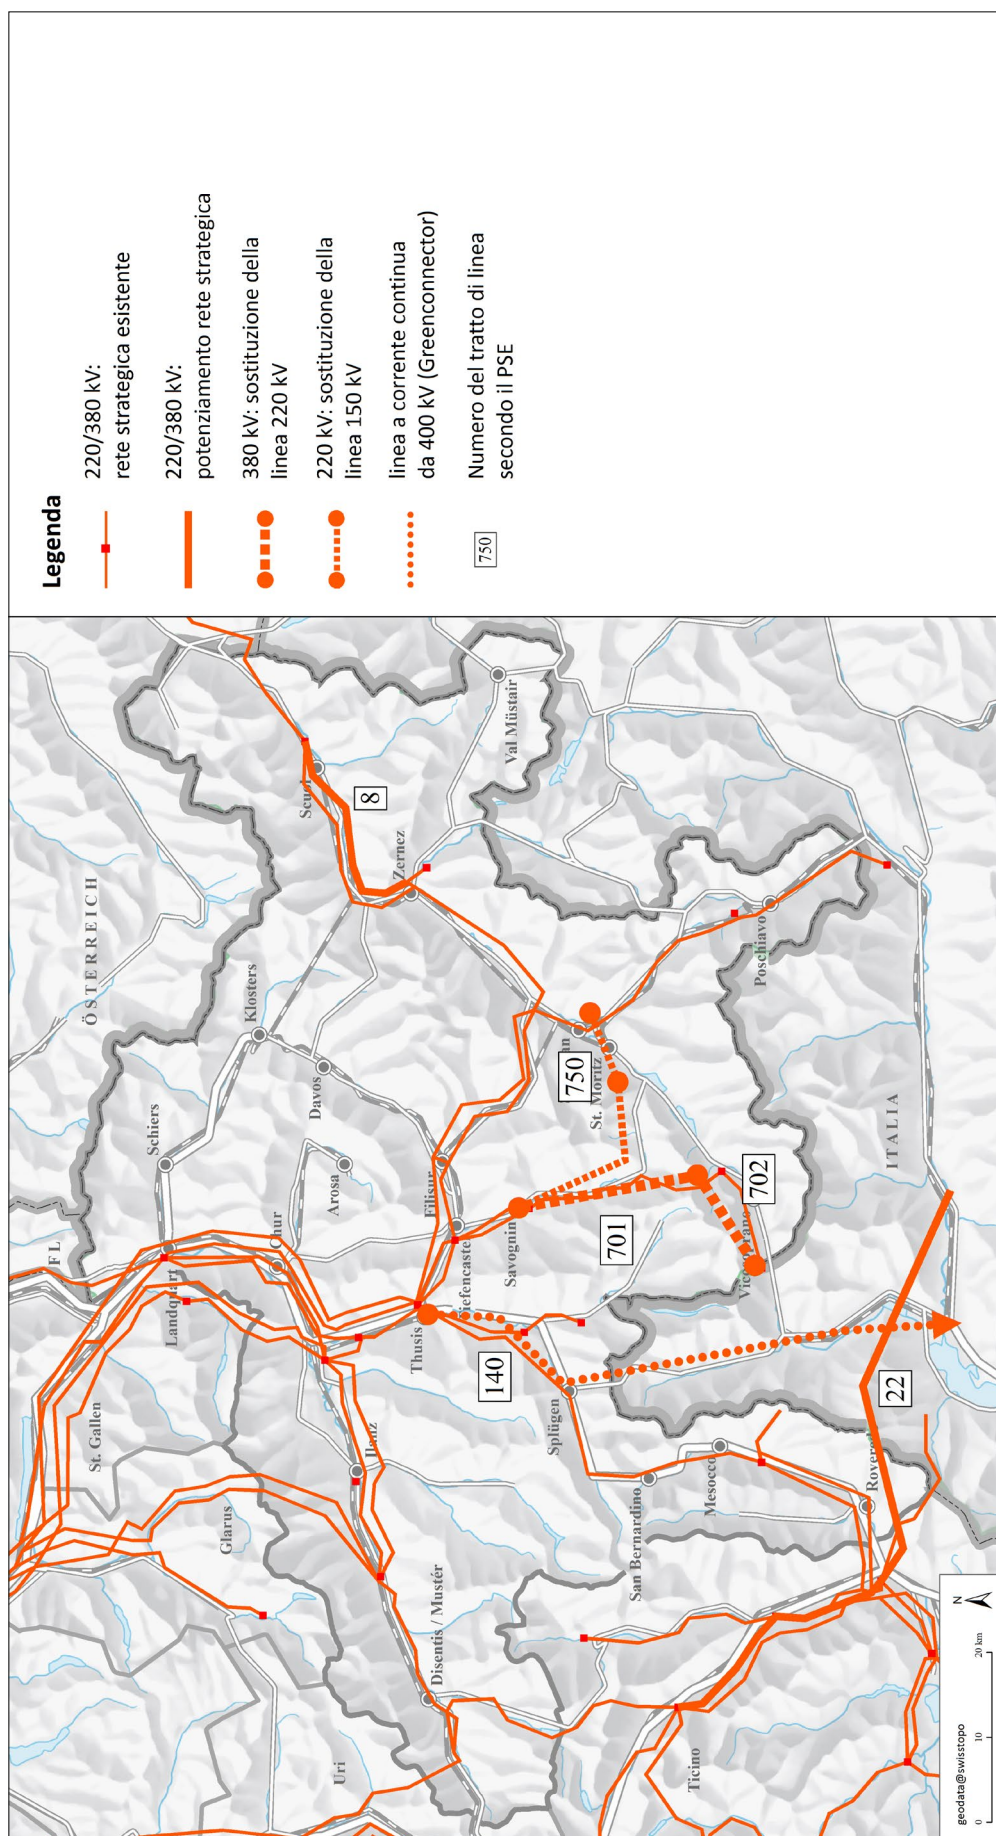 Legenda
220/380 kV:
rete strategica esistente
220/380 kV:
potenziamento rete strategica
380 kV: sostituzione della
linea 220 kV
220 kV: sostituzione della
linea 150 kV
linea a corrente continua
da 400 kV (Greenconnector)
750
Numero del tratto di linea
secondo il PSE
FL
ÖSTERREICH
Schiers
Landquart
Klosters
St. Gallen
Chur
Arosa
Davos
Scuol
8
Glarus
Ilanz
Zernez
Val Müstair
Uri
Disentis / Mustér
Thusis
Tiefencastel
Filisur
Savognin
140
Splügen
701
750
St. Moritz
San Bernardino
Mesocco
702
Poschiavo
Ticino
Roveredo
22
ITALIA
geodata@swisstopo
0
10
20 km
N